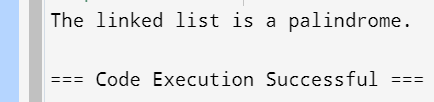 The linked list is a palindrome.
=== Code Execution Successful ===